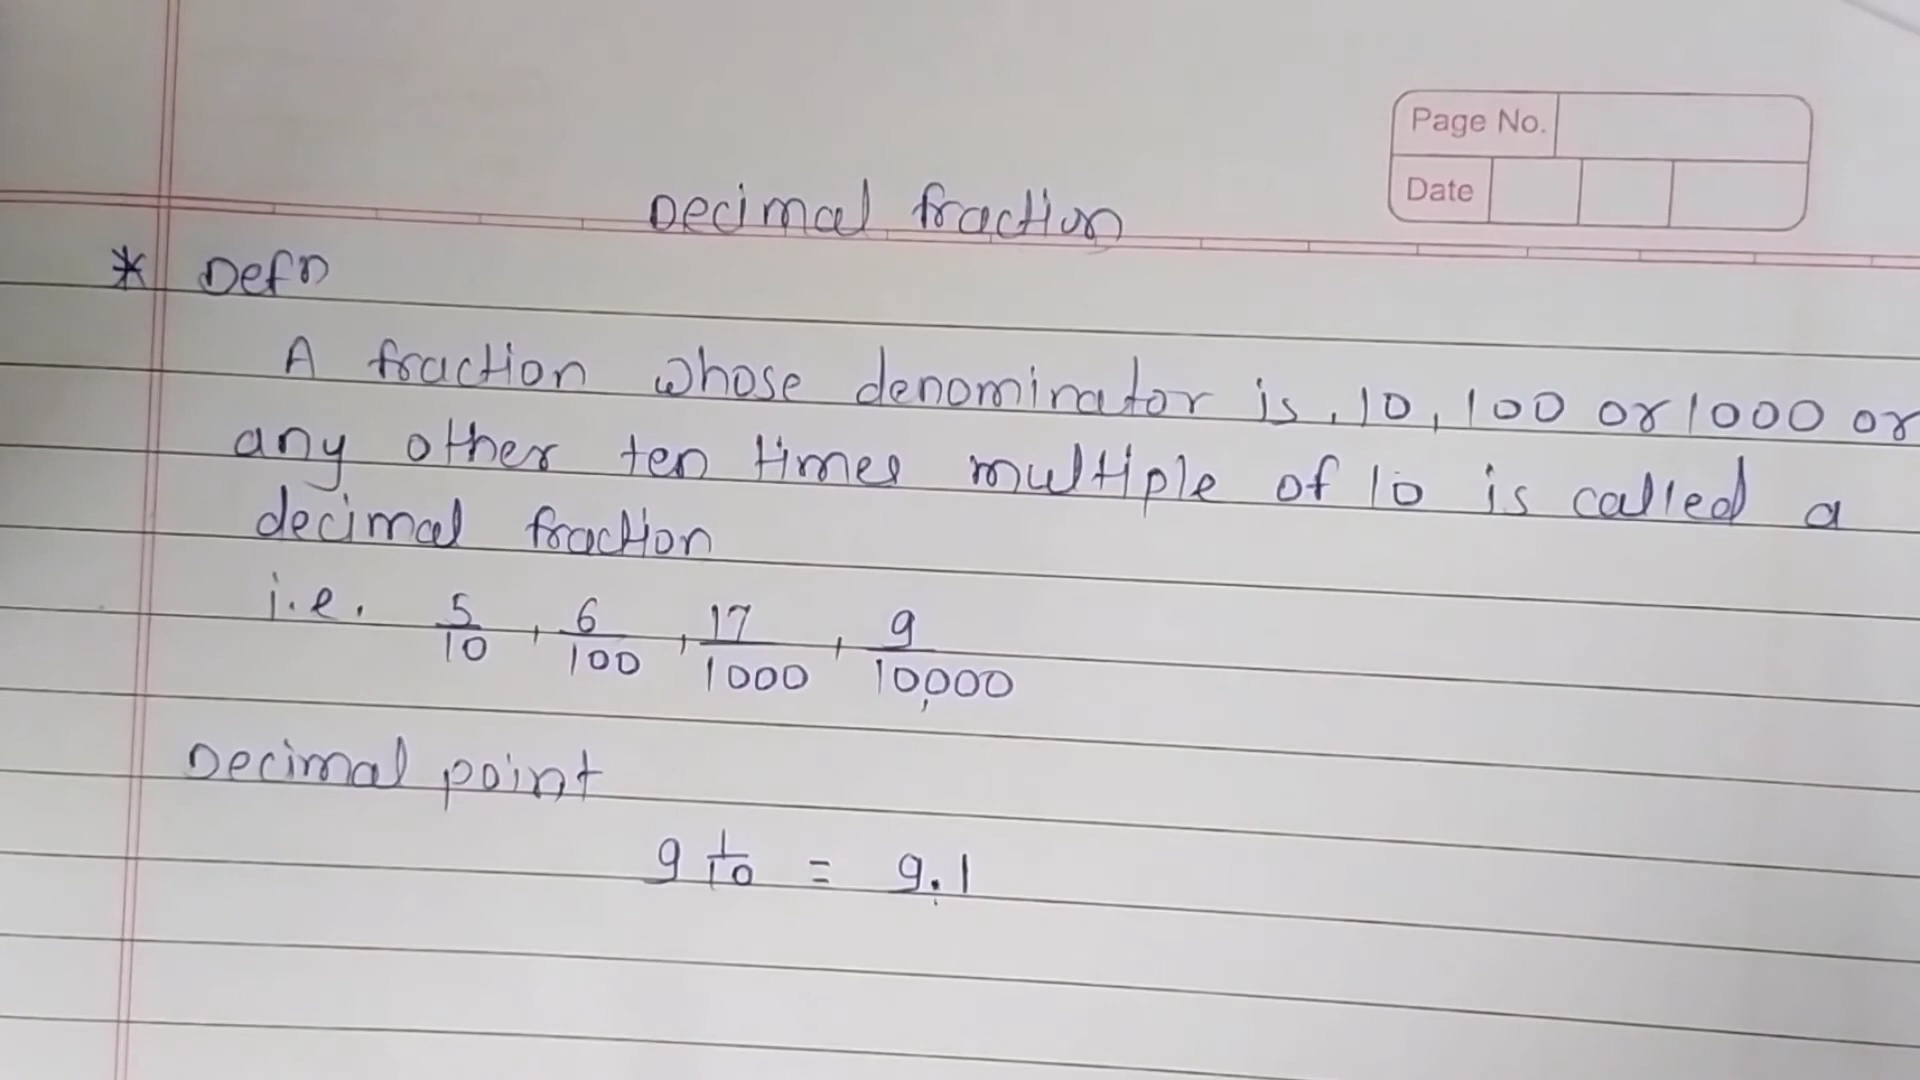 Page No.
Date
Decimal fraction
* Defn
A fraction whose denominator is, 10, 100 or 1000 or
any other ten times multiple of 10 is called a
decimal fraction
i.e. 5/10, 6/100, 17/1000, 9/10,000
Decimal point
9 1/10 = 9.1